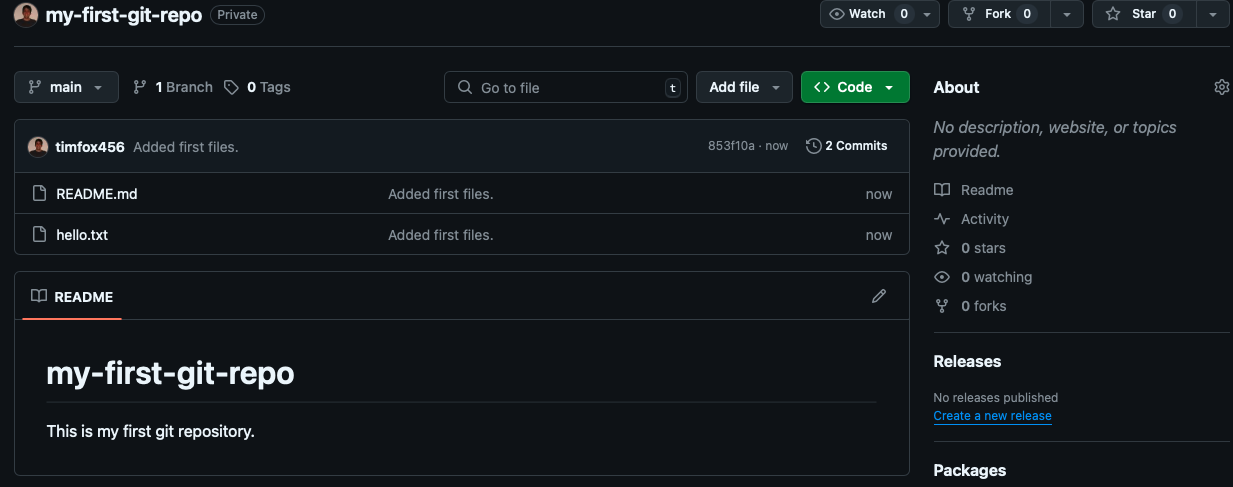 my-first-git-repo Private Watch 0 Fork 0 Star 0
main 1 Branch 0 Tags Go to file t Add file Code
timfox456 Added first files. 853f10a · now 2 Commits
README.md Added first files. now
hello.txt Added first files. now
README
my-first-git-repo
This is my first git repository.
About
No description, website, or topics
provided.
Readme
Activity
0 stars
0 watching
0 forks
Releases
No releases published
Create a new release
Packages